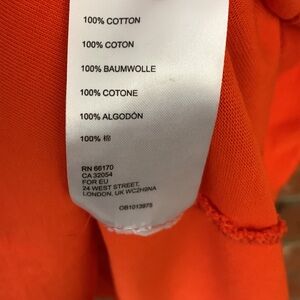 100% COTTON
100% COTON
100% BAUMWOLLE
100% COTONE
100% ALGODÓN
100% 棉
RN 66170
CA 32054
FOR EU
24 WEST STREET,
LONDON, UK WC2H9NA
OB1013975